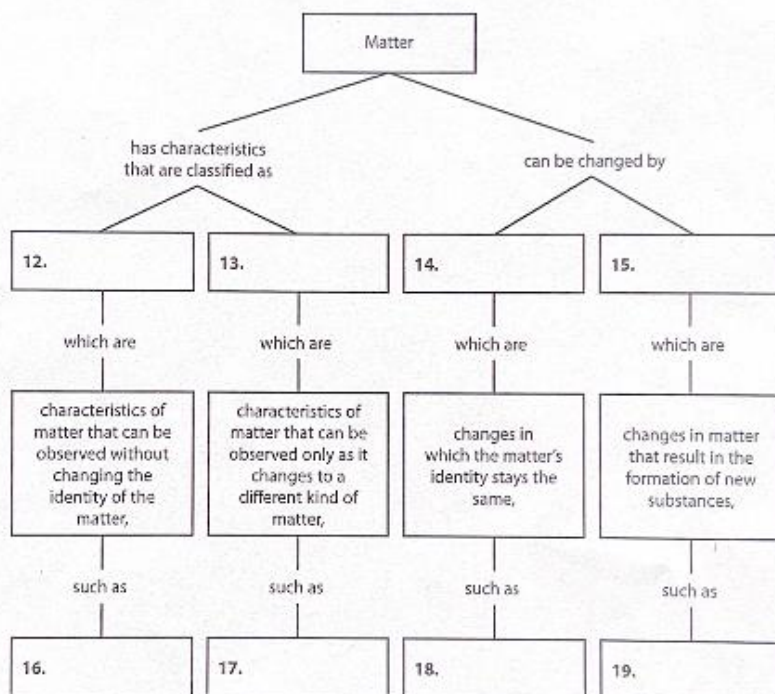 Matter
has characteristics
that are classified as
can be changed by
12.
13.
14.
15.
which are
which are
which are
which are
characteristics of
matter that can be
observed without
changing the
identity of the
matter,
characteristics of
matter that can be
observed only as it
changes to a
different kind of
matter,
changes in
which the matter's
identity stays the
same,
changes in matter
that result in the
formation of new
substances,
such as
such as
such as
such as
16.
17.
18.
19.